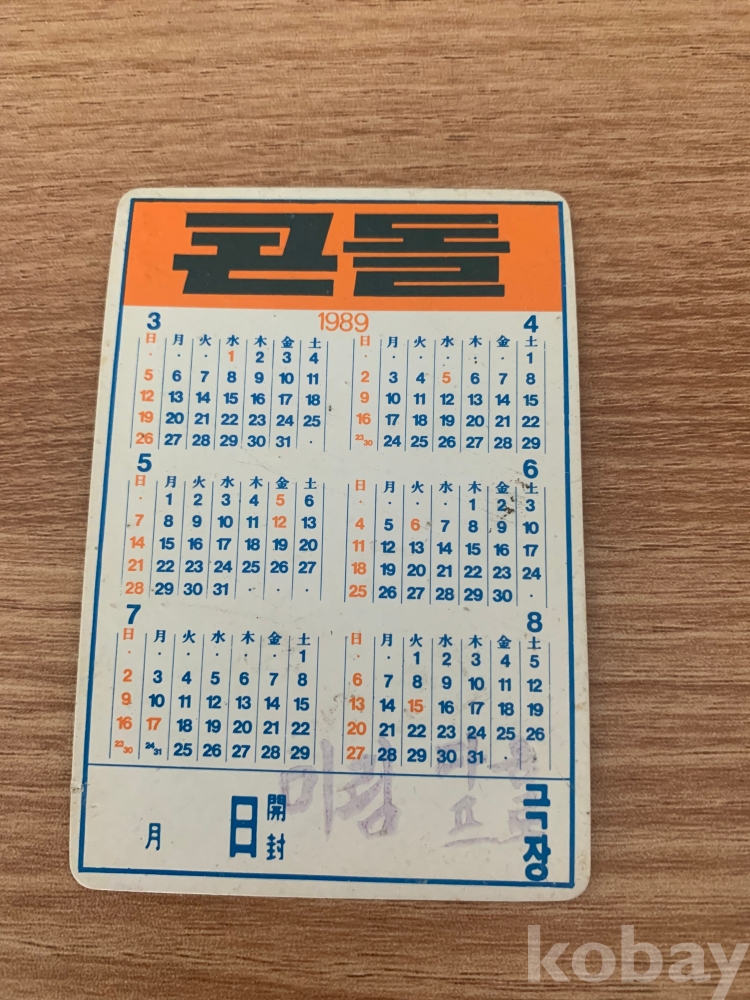 콘돌
3 1989 4
日 月 火 水 木 金 土 日 月 火 水 木 金 土
· · · 1 2 3 4 · · · · · · 1
5 6 7 8 9 10 11 2 3 4 5 6 7 8
12 13 14 15 16 17 18 9 10 11 12 13 14 15
19 20 21 22 23 24 25 16 17 18 19 20 21 22
26 27 28 29 30 31 · 23 30 24 25 26 27 28 29
5 6
日 月 火 水 木 金 土 日 月 火 水 木 金 土
· 1 2 3 4 5 6 · · · · 1 2 3
7 8 9 10 11 12 13 4 5 6 7 8 9 10
14 15 16 17 18 19 20 11 12 13 14 15 16 17
21 22 23 24 25 26 27 18 19 20 21 22 23 24
28 29 30 31 · · · 25 26 27 28 29 30 ·
7 8
日 月 火 水 木 金 土 日 月 火 水 木 金 土
· · · · · · 1 · · 1 2 3 4 5
2 3 4 5 6 7 8 6 7 8 9 10 11 12
9 10 11 12 13 14 15 13 14 15 16 17 18 19
16 17 18 19 20 21 22 20 21 22 23 24 25 26
23 30 24 31 25 26 27 28 29 27 28 29 30 31 · ·
月 日 開封 극장
kobay